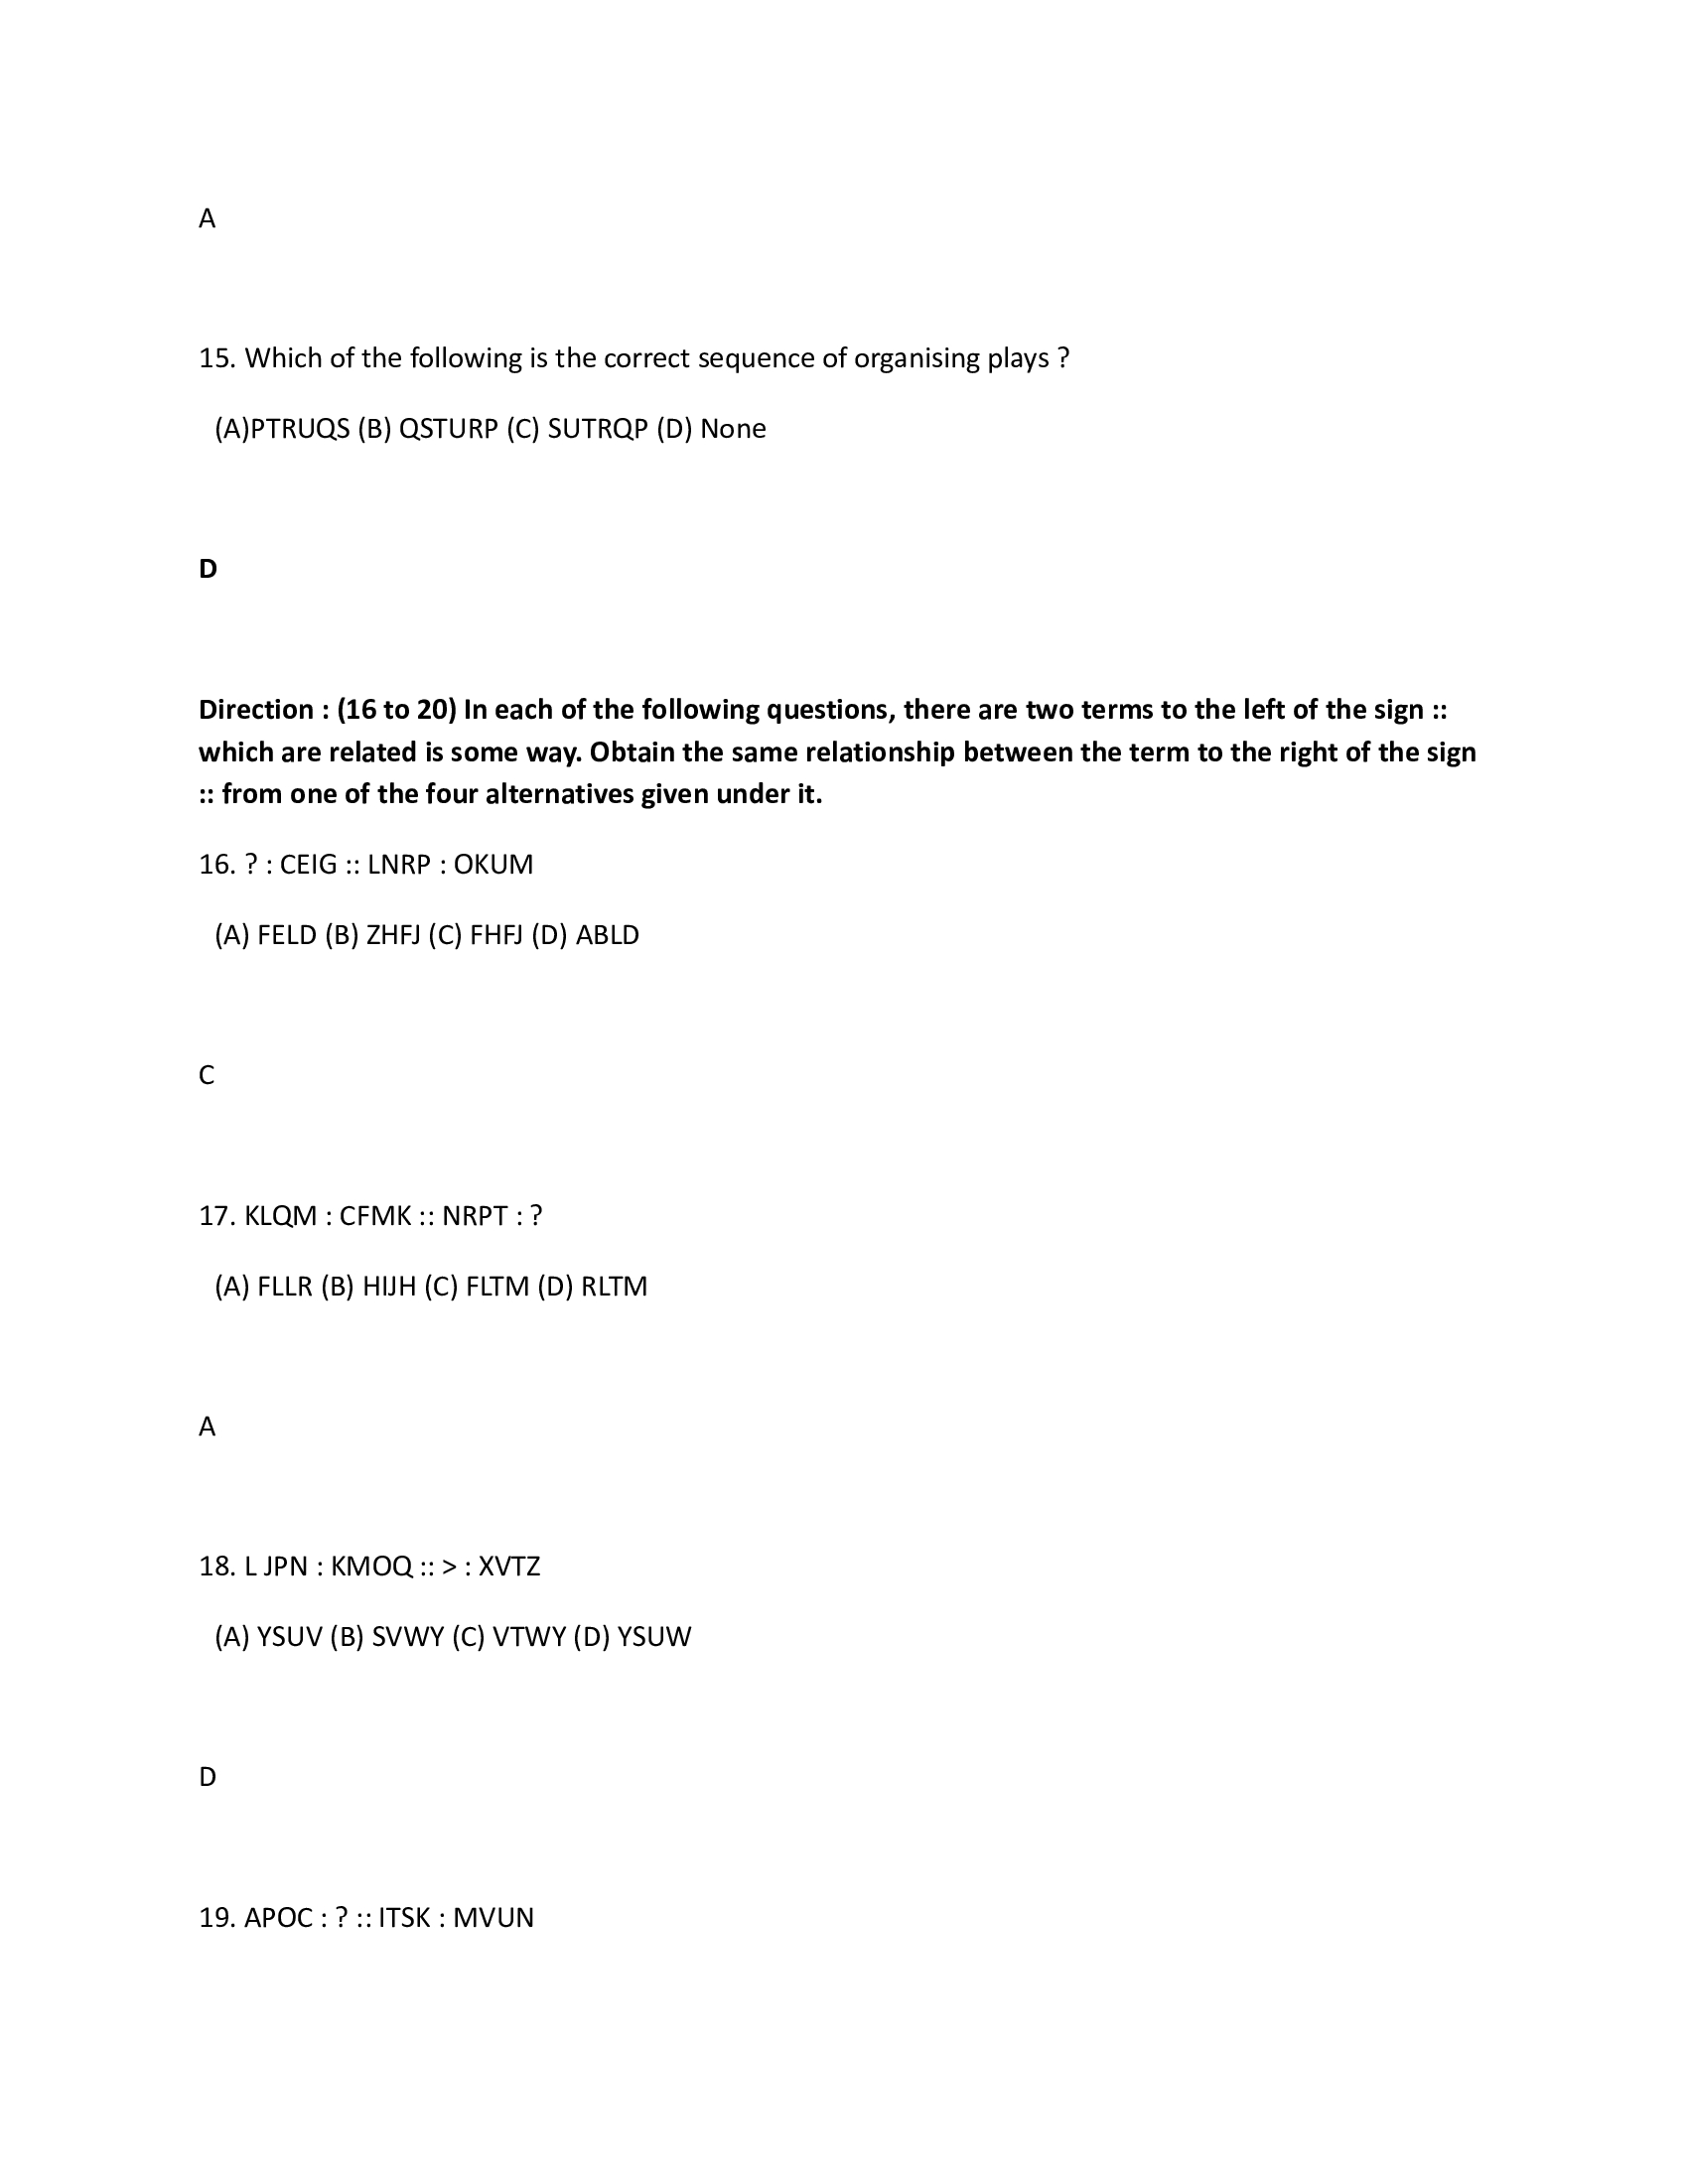 A
15. Which of the following is the correct sequence of organising plays ?
(A)PTRUQS (B) QSTURP (C) SUTRQP (D) None
D
Direction : (16 to 20) In each of the following questions, there are two terms to the left of the sign ::
which are related is some way. Obtain the same relationship between the term to the right of the sign
:: from one of the four alternatives given under it.
16. ? : CEIG :: LNRP : OKUM
(A) FELD (B) ZHFJ (C) FHFJ (D) ABLD
C
17. KLQM : CFMK :: NRPT : ?
(A) FLLR (B) HIJH (C) FLTM (D) RLTM
A
18. L JPN : KMOQ :: > : XVTZ
(A) YSUV (B) SVWY (C) VTWY (D) YSUW
D
19. APOC : ? :: ITSK : MVUN